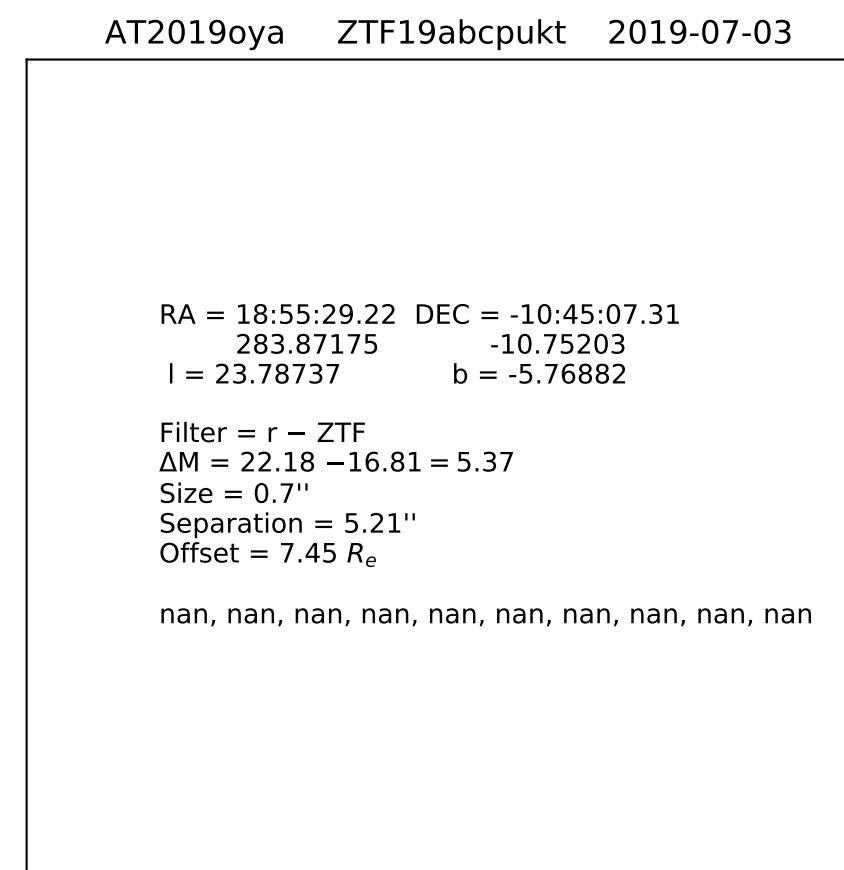 AT2019oya ZTF19abcpukt 2019-07-03
RA = 18:55:29.22 DEC = -10:45:07.31
283.87175 -10.75203
l = 23.78737 b = -5.76882
Filter = r − ZTF
ΔM = 22.18 −16.81 = 5.37
Size = 0.7''
Separation = 5.21''
Offset = 7.45 Re
nan, nan, nan, nan, nan, nan, nan, nan, nan, nan